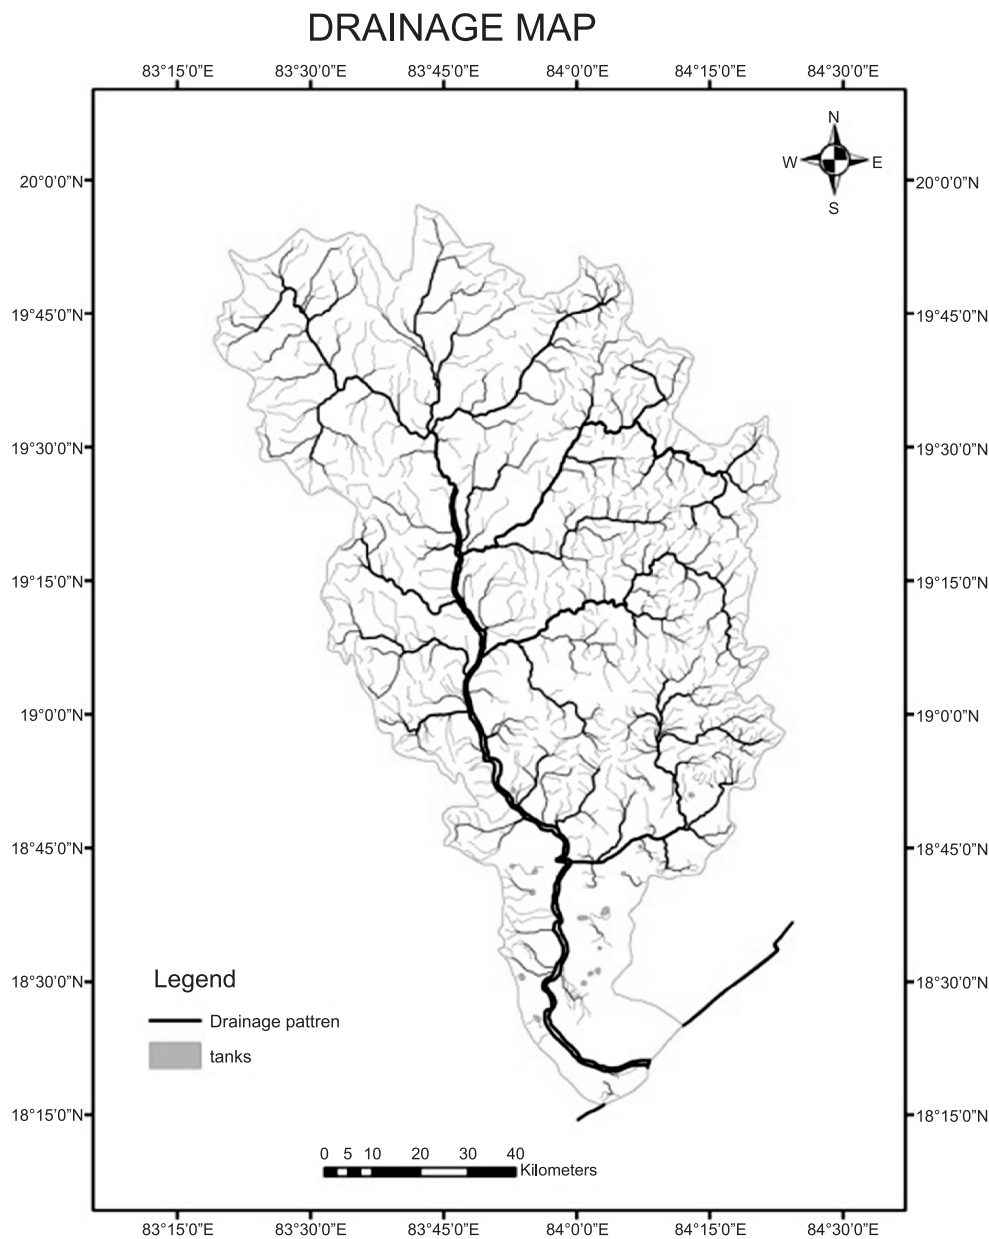 DRAINAGE MAP
83°15'0"E 83°30'0"E 83°45'0"E 84°00'E 84°15'0"E 84°30'0"E
N
W E
S
20°0'0"N 20°0'0"N
19°45'0"N 19°45'0"N
19°30'0"N 19°30'0"N
19°15'0"N 19°15'0"N
19°0'0"N 19°0'0"N
18°45'0"N 18°45'0"N
18°30'0"N 18°30'0"N
Legend
Drainage pattren
tanks
18°15'0"N 18°15'0"N
0 5 10 20 30 40
Kilometers
83°15'0"E 83°30'0"E 83°45'0"E 84°00'E 84°15'0"E 84°30'0"E